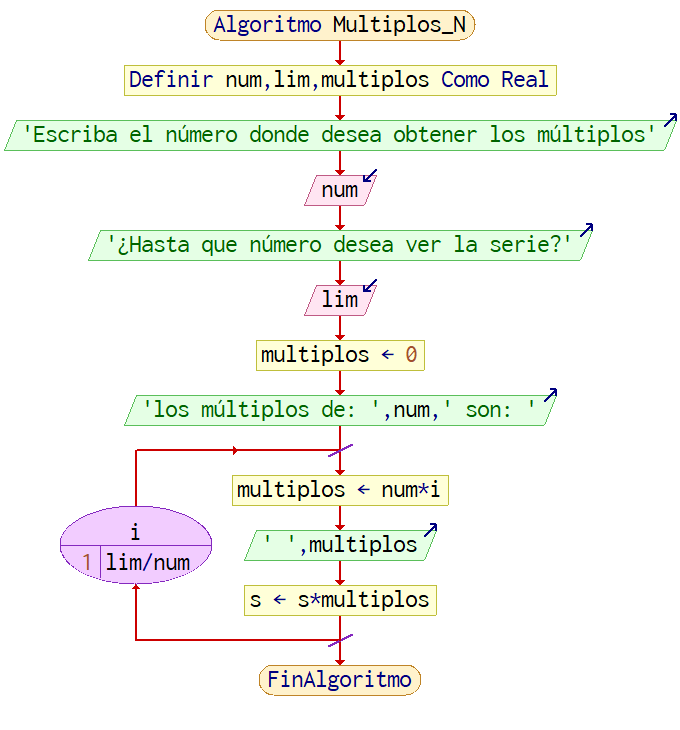 Algoritmo Multiplos_N
Definir num,lim,multiplos Como Real
'Escriba el número donde desea obtener los múltiplos'
num
'¿Hasta que número desea ver la serie?'
lim
multiplos ← 0
'los múltiplos de: ',num,' son: '
multiplos ← num*i
i
1 lim/num
' ',multiplos
s ← s*multiplos
FinAlgoritmo